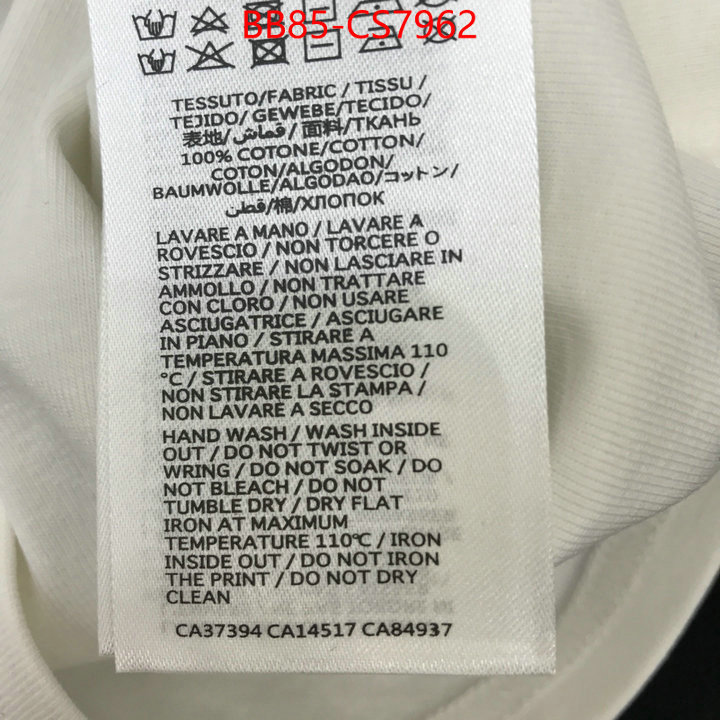 BB85-CS7962
TESSUTO/FABRIC / TISSU /
TEJIDO/ GEWEBE/TECIDO/
表地/قماش/ 面料/ТКАНЬ
100% COTONE/COTTON/
COTON/ALGODON/
BAUMWOLLE/ALGODAO/コットン/
قطن/棉/ХЛОПОК
LAVARE A MANO / LAVARE A
ROVESCIO / NON TORCERE O
STRIZZARE / NON LASCIARE IN
AMMOLLO / NON TRATTARE
CON CLORO / NON USARE
ASCIUGATRICE / ASCIUGARE
IN PIANO / STIRARE A
TEMPERATURA MASSIMA 110
°C / STIRARE A ROVESCIO /
NON STIRARE LA STAMPA /
NON LAVARE A SECCO
HAND WASH / WASH INSIDE
OUT / DO NOT TWIST OR
WRING / DO NOT SOAK / DO
NOT BLEACH / DO NOT
TUMBLE DRY / DRY FLAT
IRON AT MAXIMUM
TEMPERATURE 110°C / IRON
INSIDE OUT / DO NOT IRON
THE PRINT / DO NOT DRY
CLEAN
CA37394 CA14517 CA84937